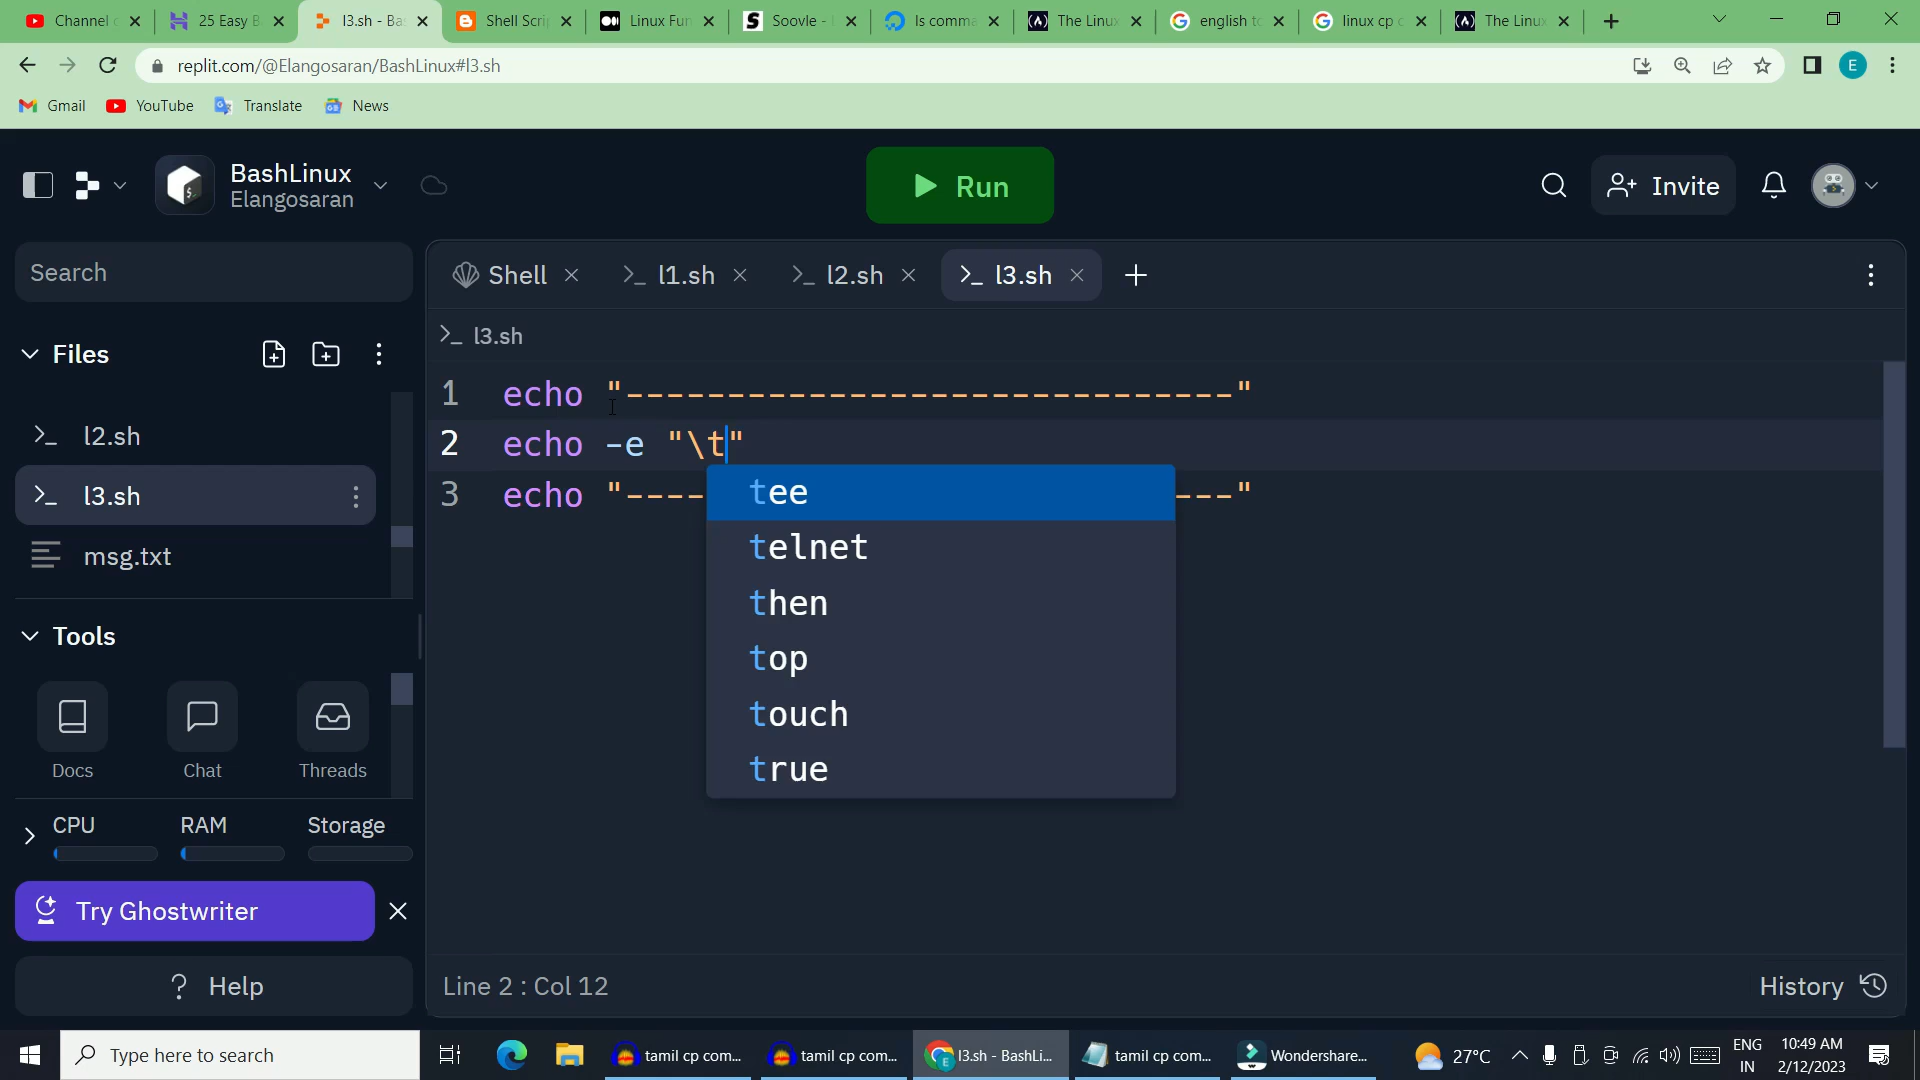 Channel
25 Easy B
l3.sh - Bas
Shell Scri
Linux Fun
Soovle -
Is comma
The Linu
english to
linux cp c
The Linux
replit.com/@Elangosaran/BashLinux#l3.sh
E
Gmail
YouTube
Translate
News
BashLinux
Elangosaran
Run
Invite
Search
Shell
l1.sh
l2.sh
l3.sh
l3.sh
Files
l2.sh
l3.sh
msg.txt
1 echo "------------------------------"
2 echo -e "\t"
3 echo "---- ---"
tee
telnet
then
top
touch
true
Tools
Docs
Chat
Threads
CPU
RAM
Storage
Try Ghostwriter
Help
Line 2 : Col 12
History
Type here to search
tamil cp com...
tamil cp com...
l3.sh - BashLi...
tamil cp com...
Wondershare...
27°C
ENG
IN
10:49 AM
2/12/2023